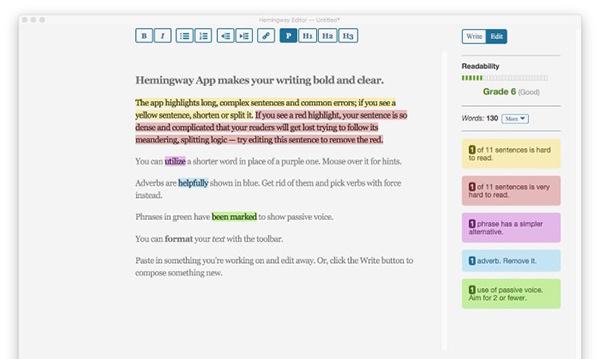 Hemingway Editor — Untitled*
B I P H1 H2 H3
Write Edit
Hemingway App makes your writing bold and clear.
The app highlights long, complex sentences and common errors; if you see a
yellow sentence, shorten or split it. If you see a red highlight, your sentence is so
dense and complicated that your readers will get lost trying to follow its
meandering, splitting logic — try editing this sentence to remove the red.
You can utilize a shorter word in place of a purple one. Mouse over it for hints.
Adverbs are helpfully shown in blue. Get rid of them and pick verbs with force
instead.
Phrases in green have been marked to show passive voice.
You can format your text with the toolbar.
Paste in something you're working on and edit away. Or, click the Write button to
compose something new.
Readability
Grade 6 (Good)
Words: 130 More
1 of 11 sentences is hard
to read.
1 of 11 sentences is very
hard to read.
1 phrase has a simpler
alternative.
1 adverb. Remove it.
1 use of passive voice.
Aim for 2 or fewer.